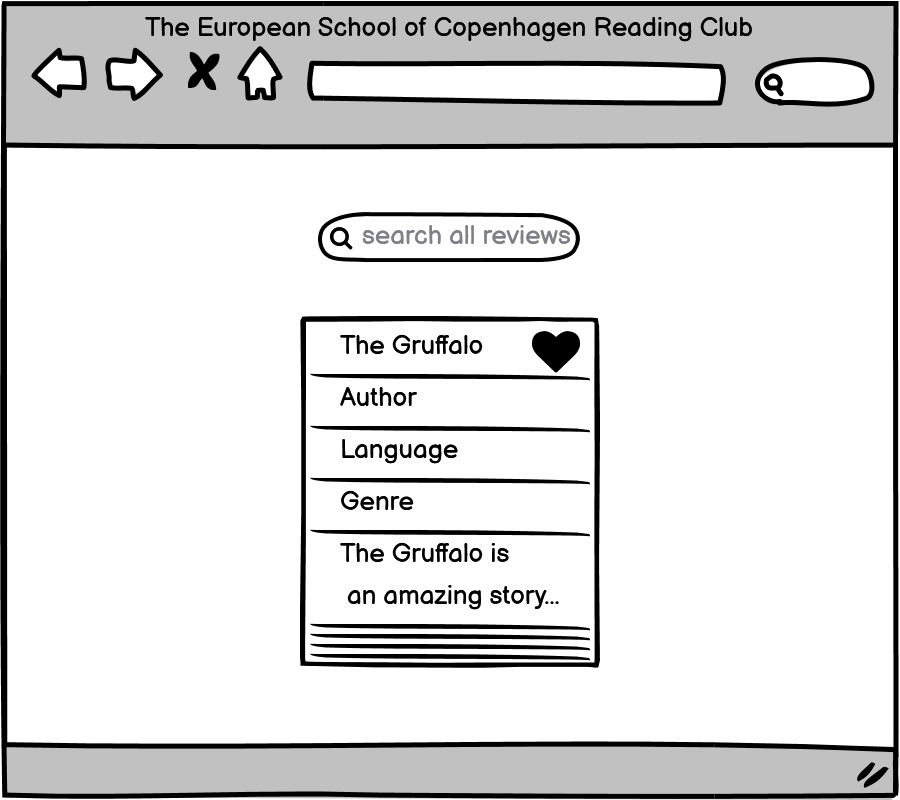 The European School of Copenhagen Reading Club
search all reviews
The Gruffalo
Author
Language
Genre
The Gruffalo is
an amazing story...